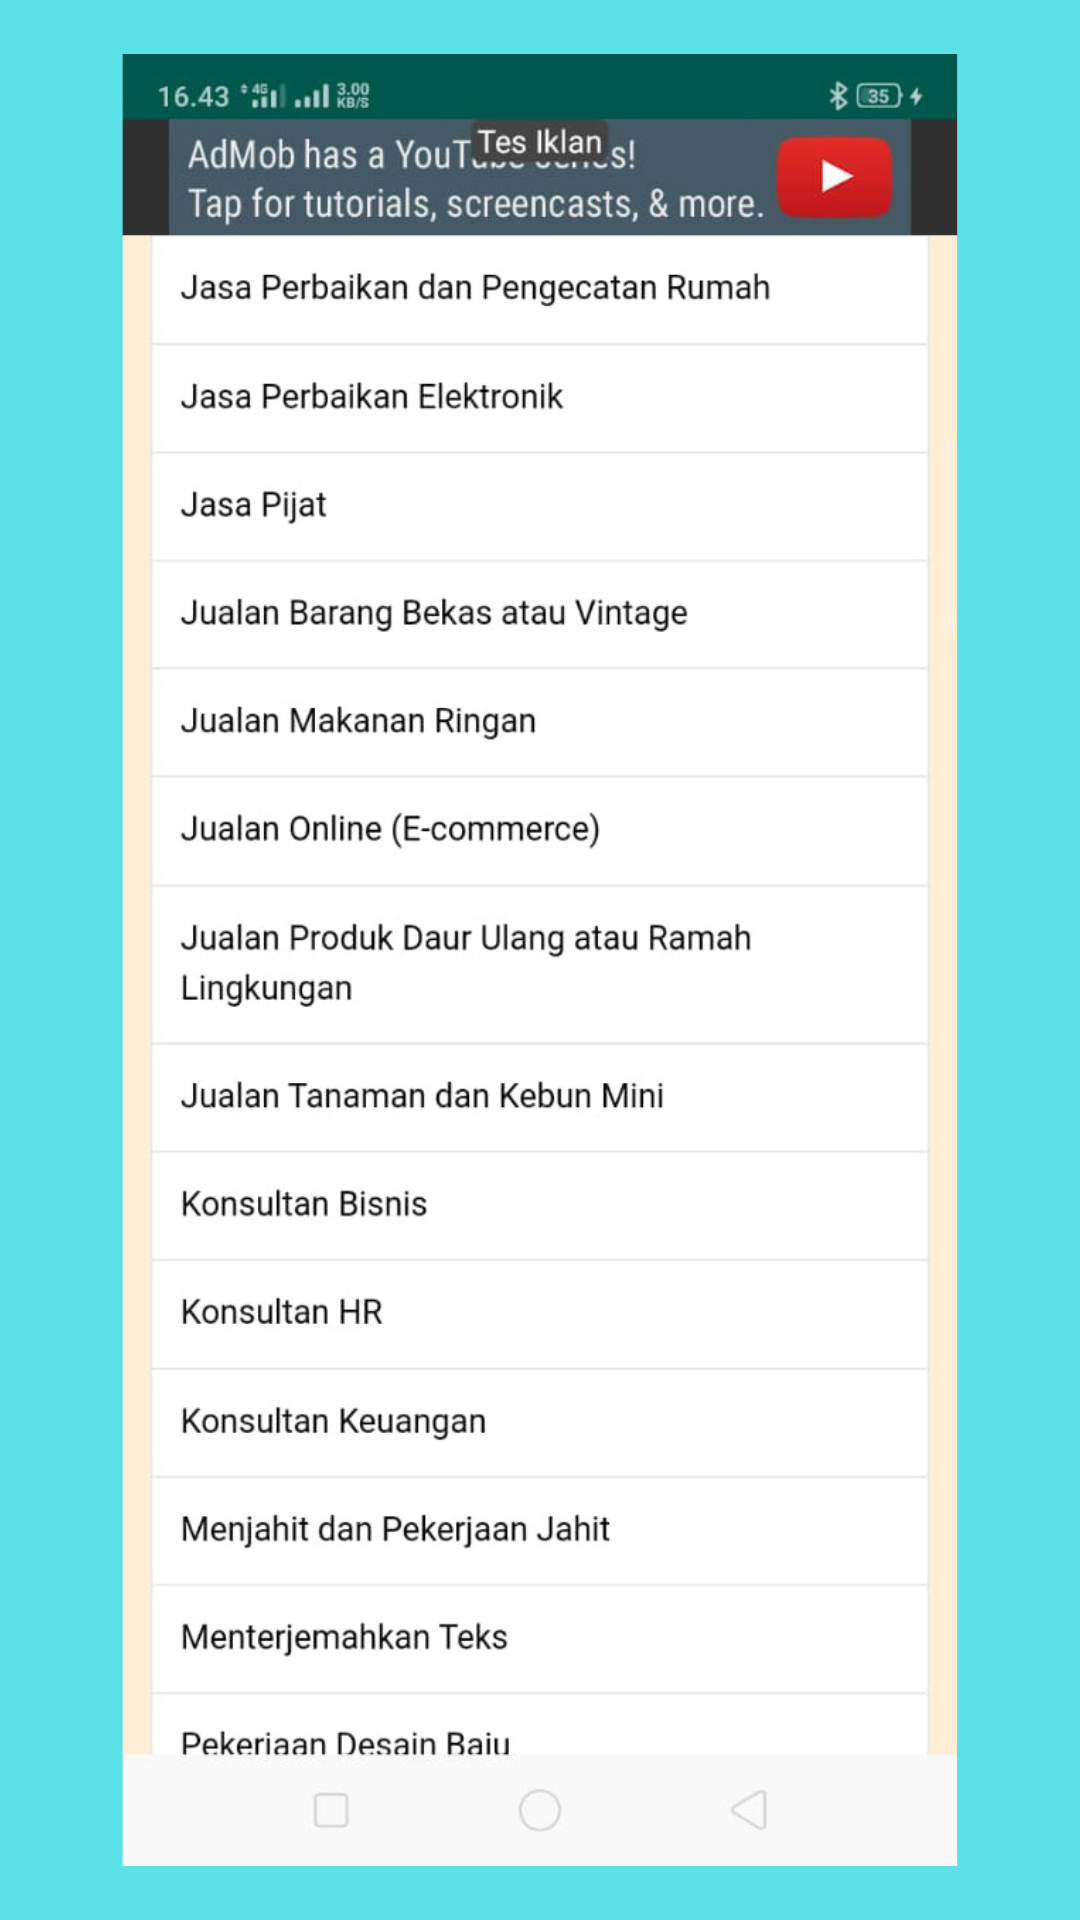 16.43 4G 3.00 KB/S 35
Tes Iklan
AdMob has a YouTube series!
Tap for tutorials, screencasts, & more.
Jasa Perbaikan dan Pengecatan Rumah
Jasa Perbaikan Elektronik
Jasa Pijat
Jualan Barang Bekas atau Vintage
Jualan Makanan Ringan
Jualan Online (E-commerce)
Jualan Produk Daur Ulang atau Ramah
Lingkungan
Jualan Tanaman dan Kebun Mini
Konsultan Bisnis
Konsultan HR
Konsultan Keuangan
Menjahit dan Pekerjaan Jahit
Menterjemahkan Teks
Pekerjaan Desain Baju